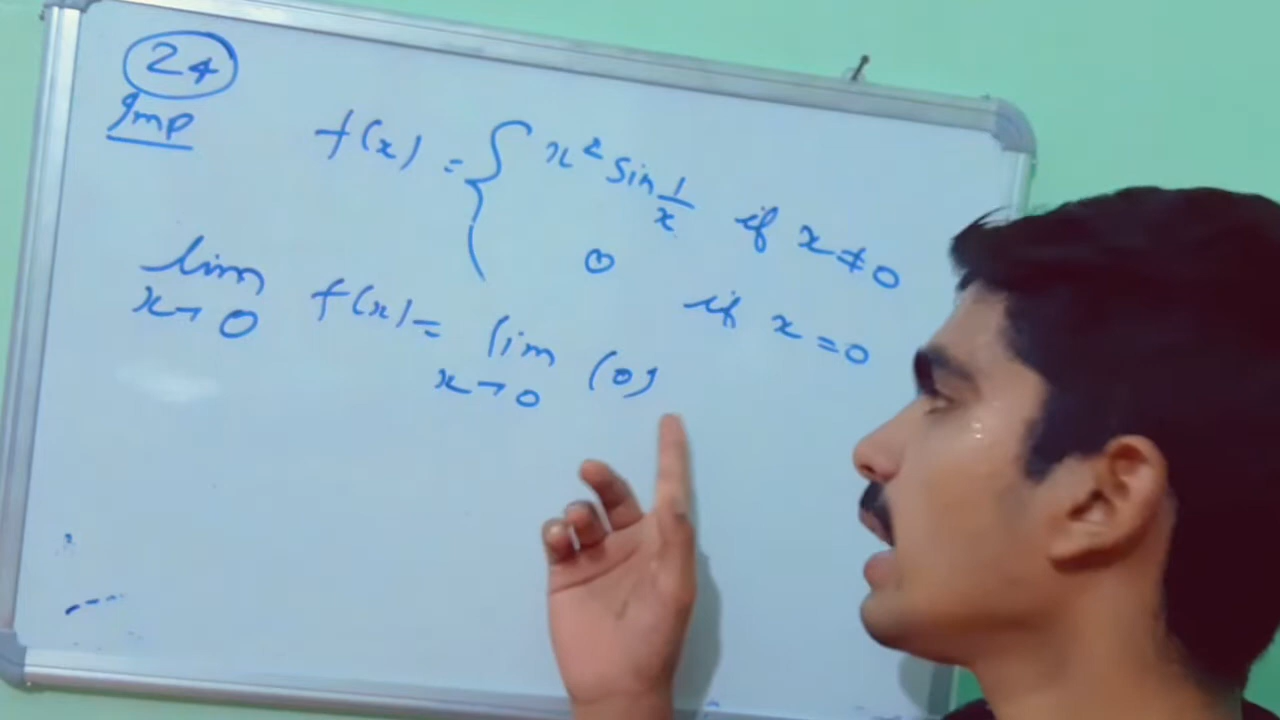 24
Imp
f(x) = { x² sin 1/x if x ≠ 0
0 if x = 0
lim x→0 f(x) = lim x→0 (0)